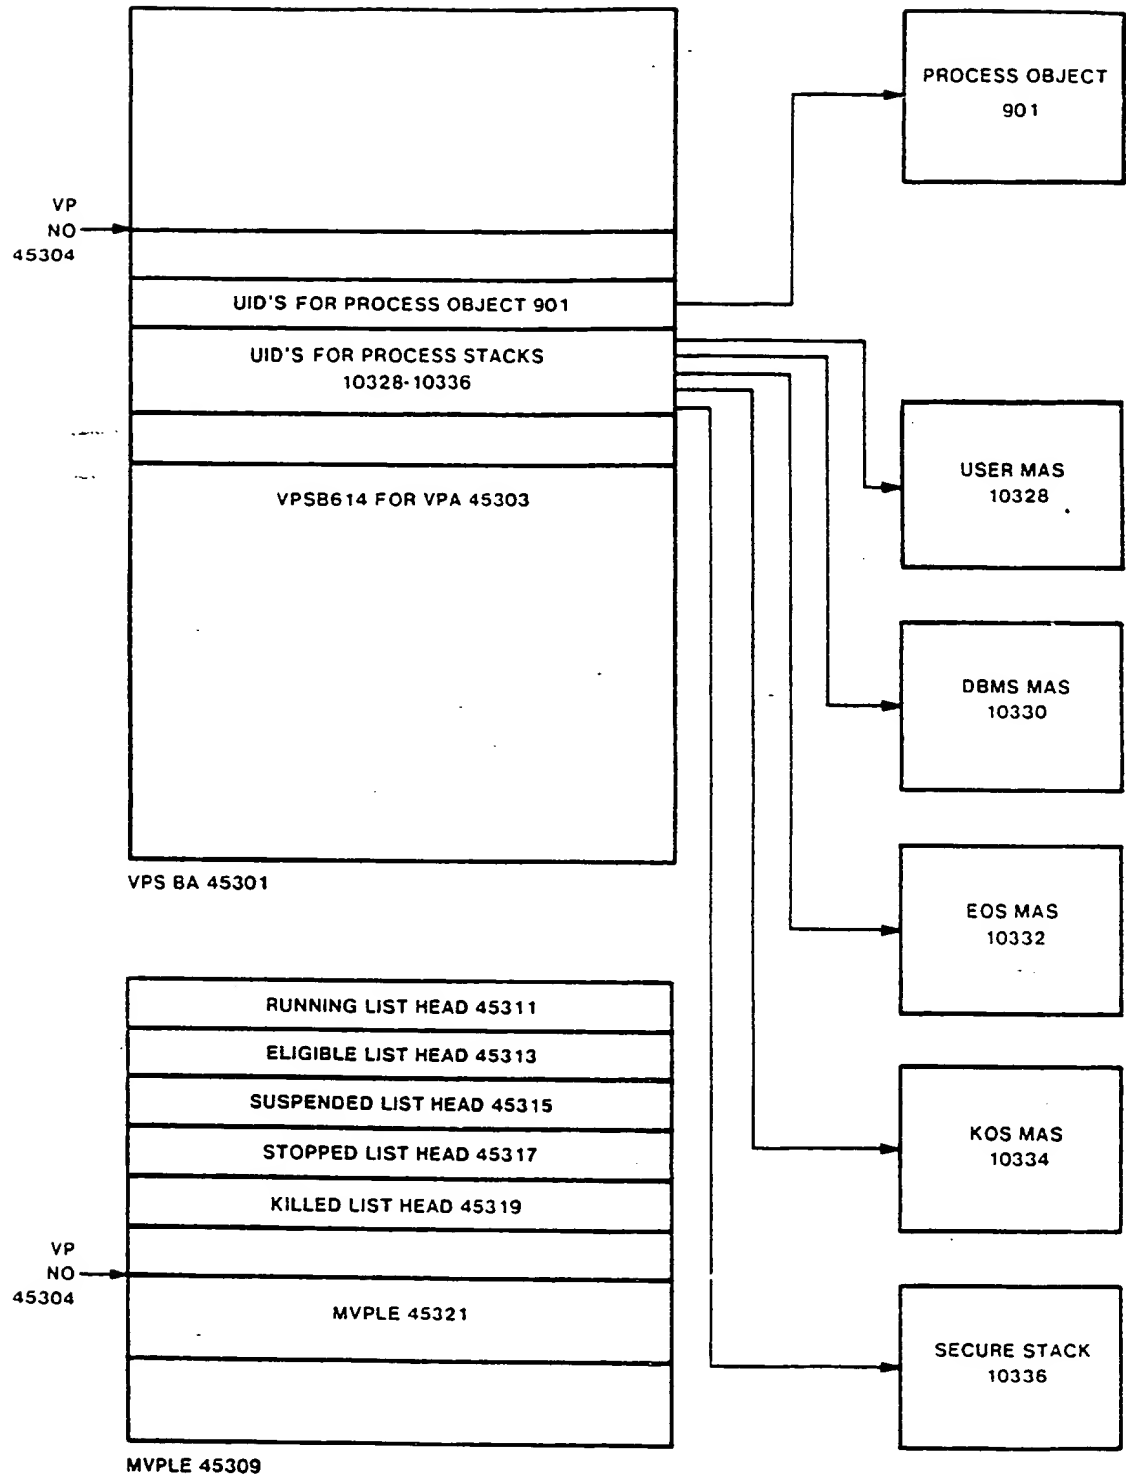 PROCESS OBJECT
901
VP
NO
45304
UID'S FOR PROCESS OBJECT 901
UID'S FOR PROCESS STACKS
10328-10336
VPSB614 FOR VPA 45303
USER MAS
10328
DBMS MAS
10330
EOS MAS
10332
VPS BA 45301
RUNNING LIST HEAD 45311
ELIGIBLE LIST HEAD 45313
SUSPENDED LIST HEAD 45315
STOPPED LIST HEAD 45317
KILLED LIST HEAD 45319
KOS MAS
10334
VP
NO
45304
MVPLE 45321
SECURE STACK
10336
MVPLE 45309